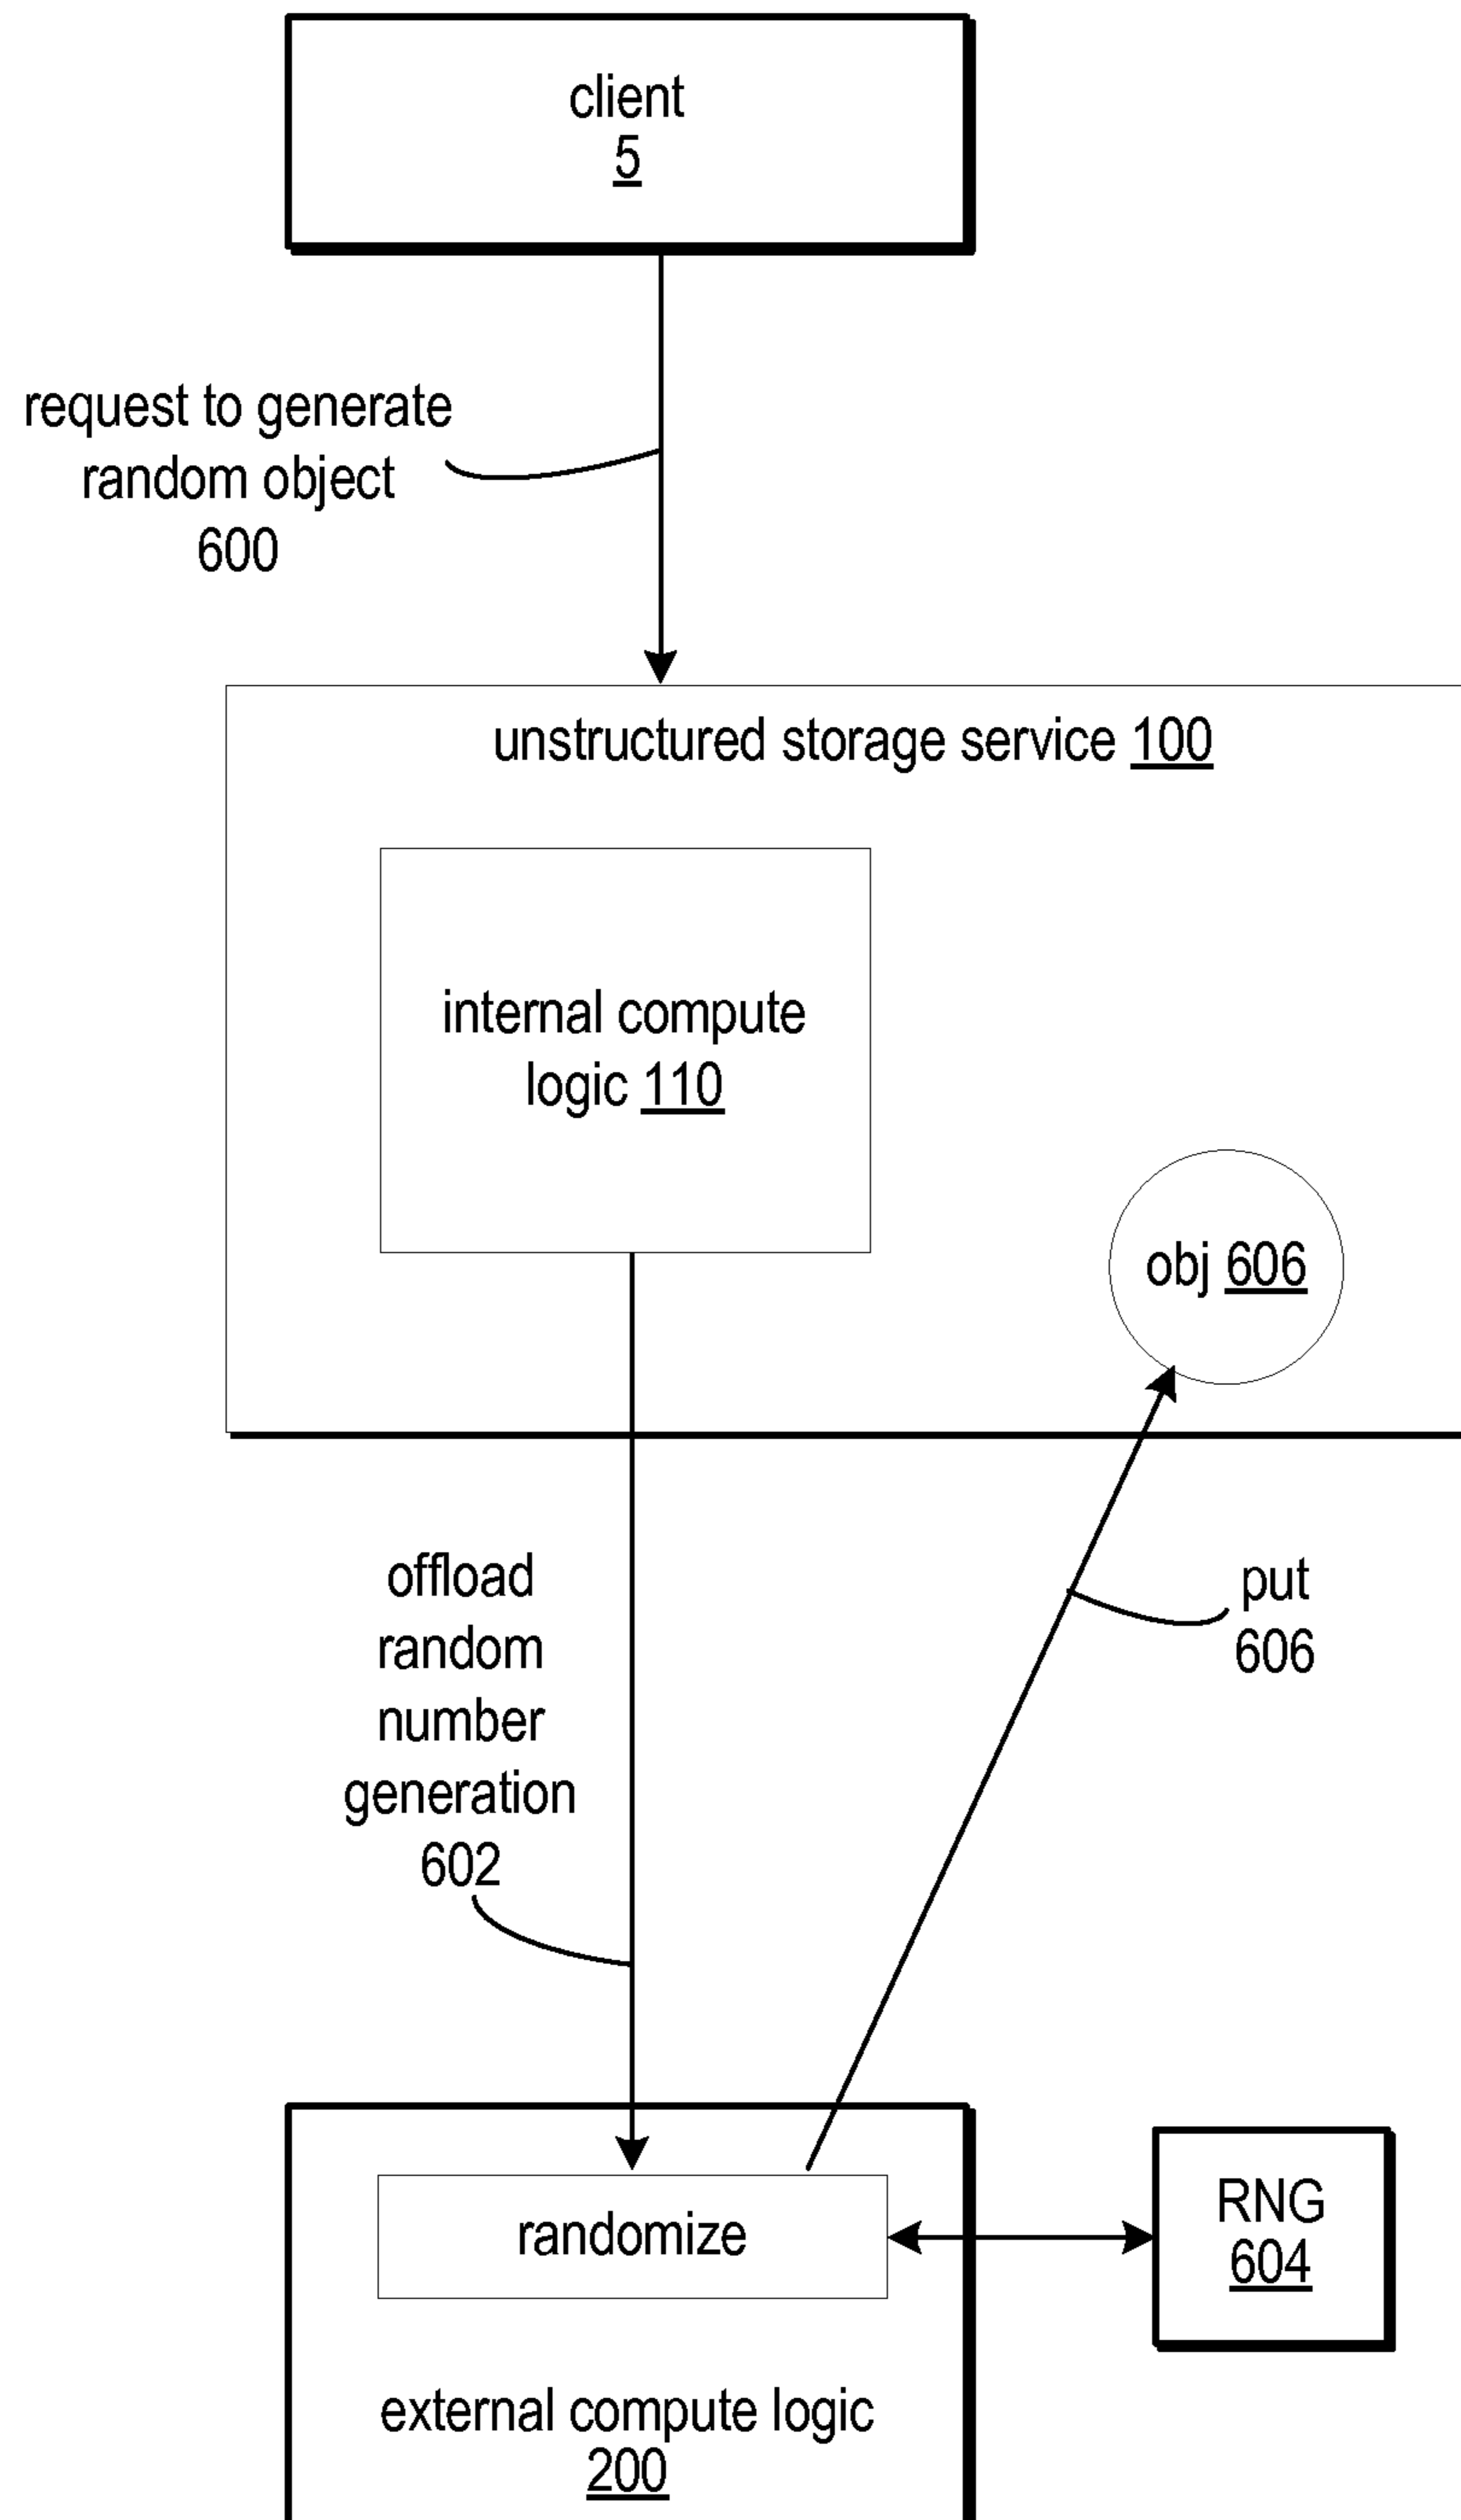 client
5
request to generate
random object
600
unstructured storage service 100
internal compute
logic 110
obj 606
offload
random
number
generation
602
put
606
randomize
RNG
604
external compute logic
200